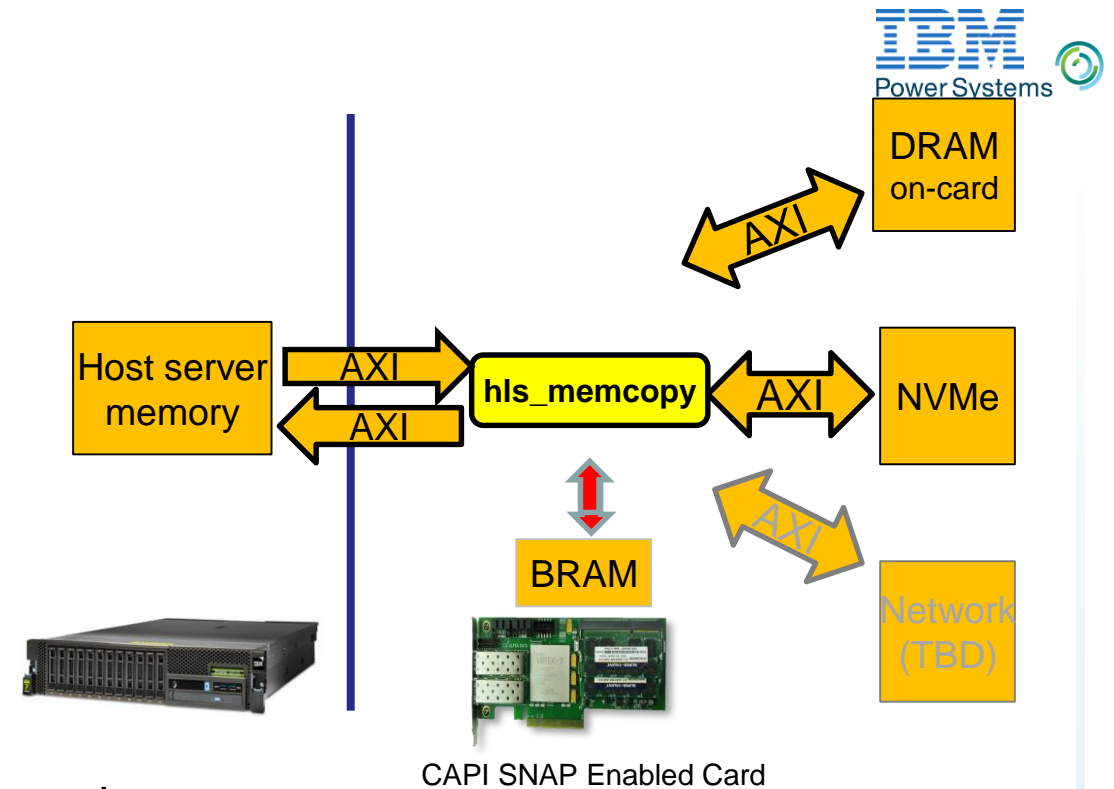 IBM
Power Systems
DRAM
on-card
AXI
Host server
memory
AXI
AXI
hls_memcopy
AXI
NVMe
AXI
BRAM
Network
(TBD)
CAPI SNAP Enabled Card